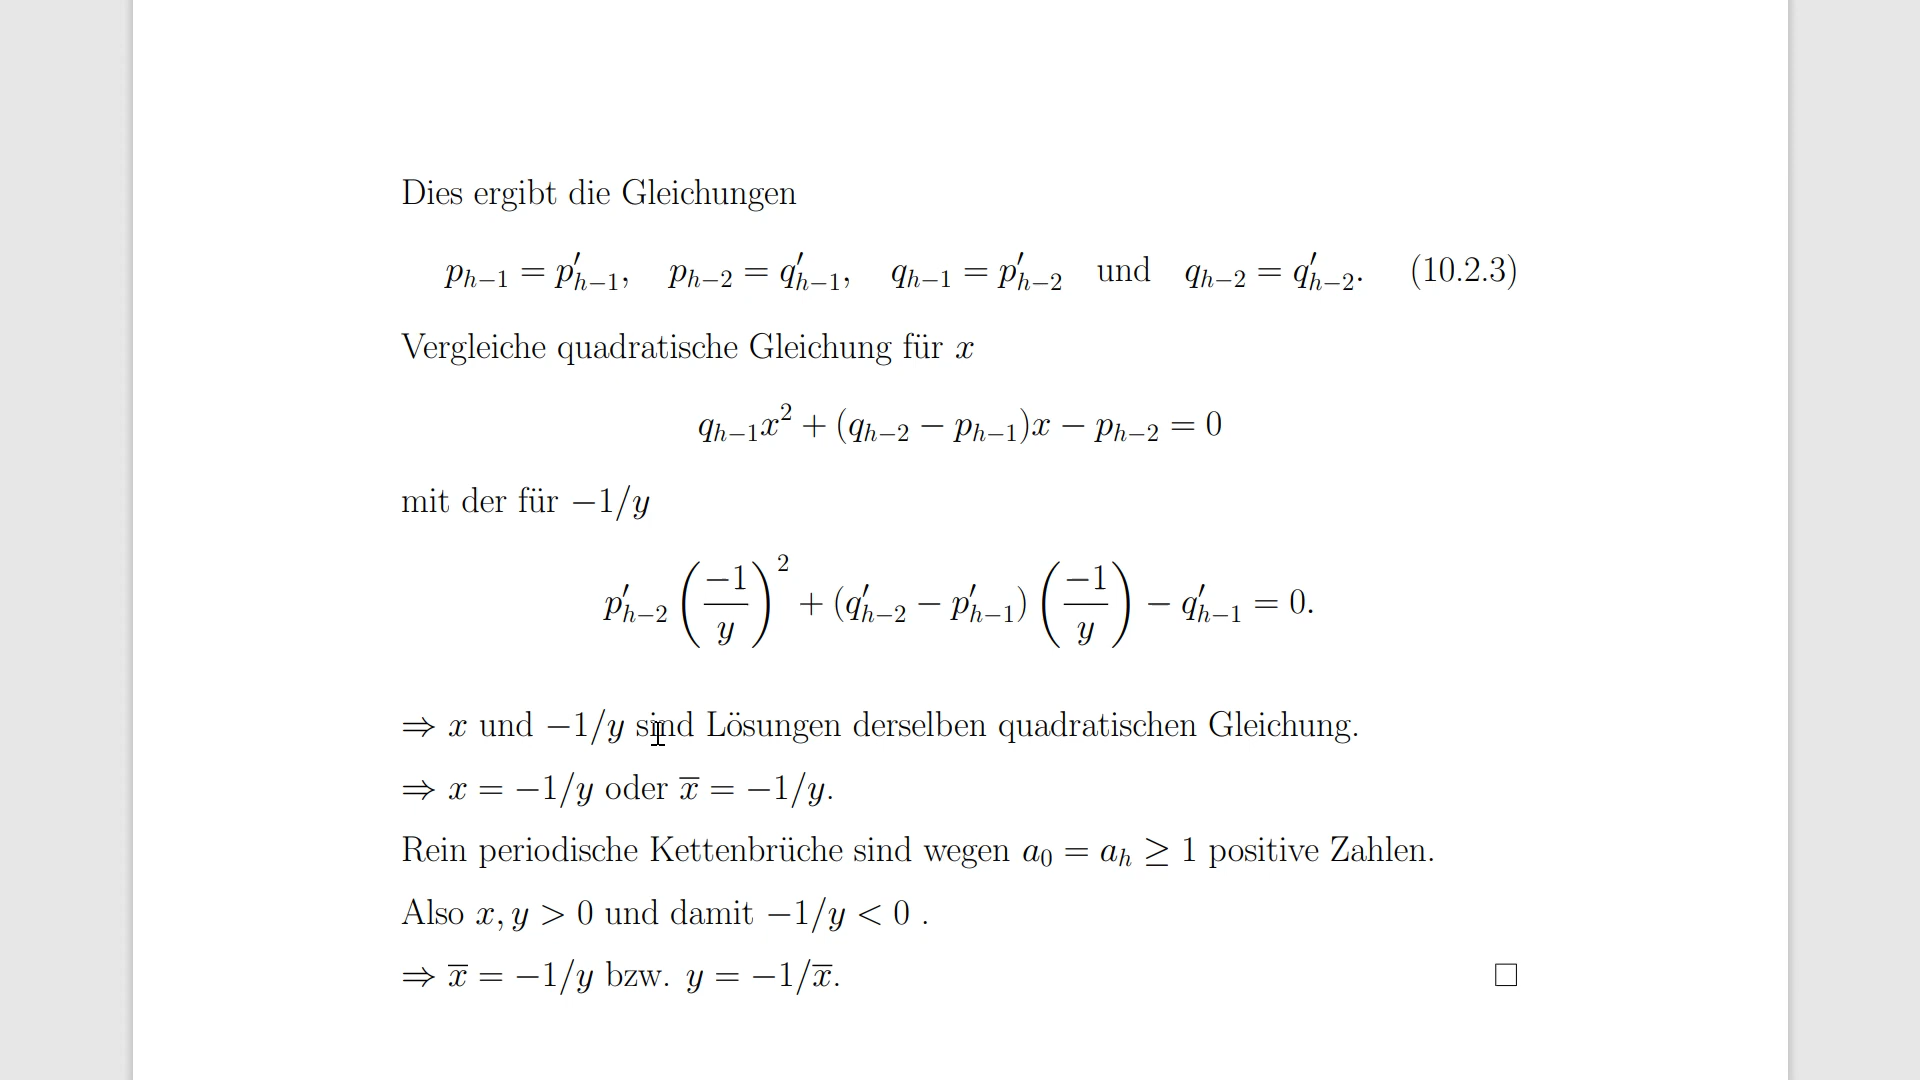 Dies ergibt die Gleichungen
p_{h−1} = p′_{h−1}, p_{h−2} = q′_{h−1}, q_{h−1} = p′_{h−2} und q_{h−2} = q′_{h−2}. (10.2.3)
Vergleiche quadratische Gleichung für x
q_{h−1}x² + (q_{h−2} − p_{h−1})x − p_{h−2} = 0
mit der für −1/y
p′_{h−2} (−1/y)² + (q′_{h−2} − p′_{h−1}) (−1/y) − q′_{h−1} = 0.
⇒ x und −1/y sind Lösungen derselben quadratischen Gleichung.
⇒ x = −1/y oder x̅ = −1/y.
Rein periodische Kettenbrüche sind wegen a₀ = a_h ≥ 1 positive Zahlen.
Also x, y > 0 und damit −1/y < 0 .
⇒ x̅ = −1/y bzw. y = −1/x̅. □